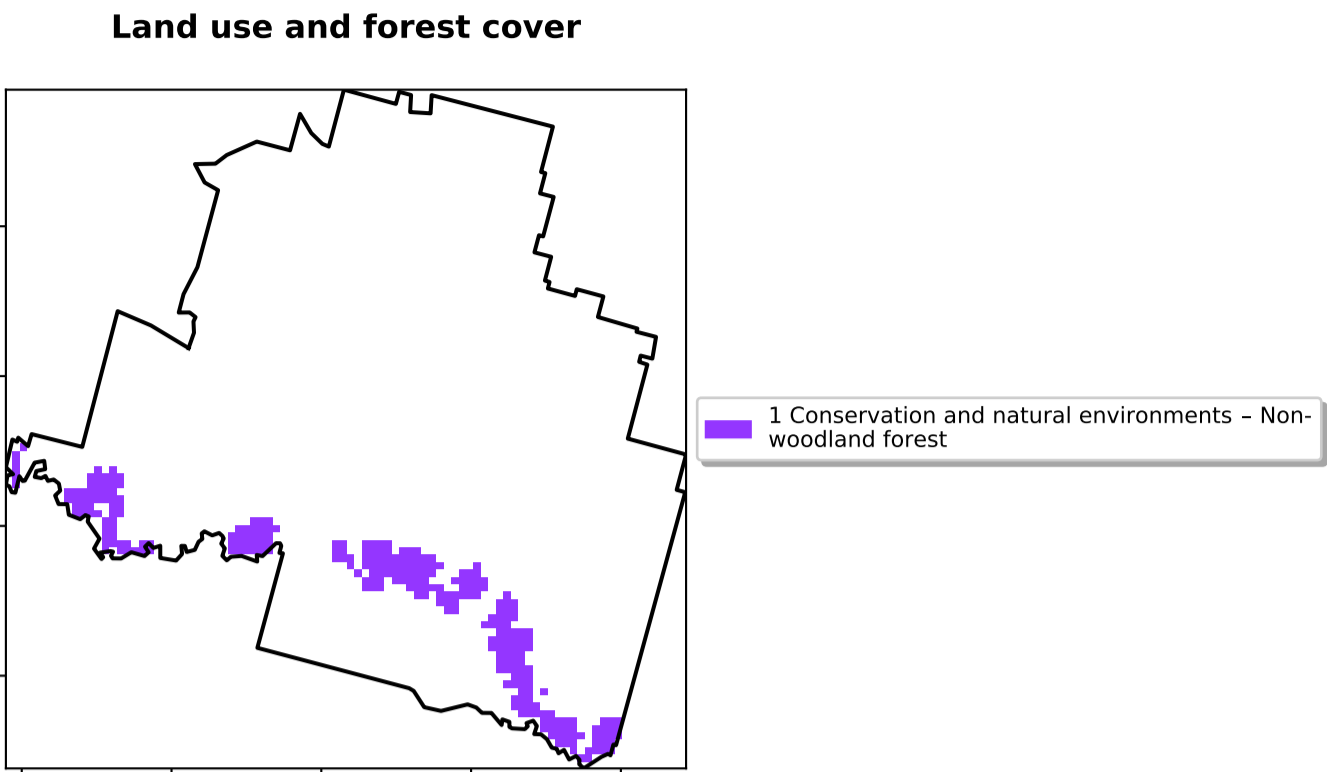 Land use and forest cover
1 Conservation and natural environments – Non-
woodland forest